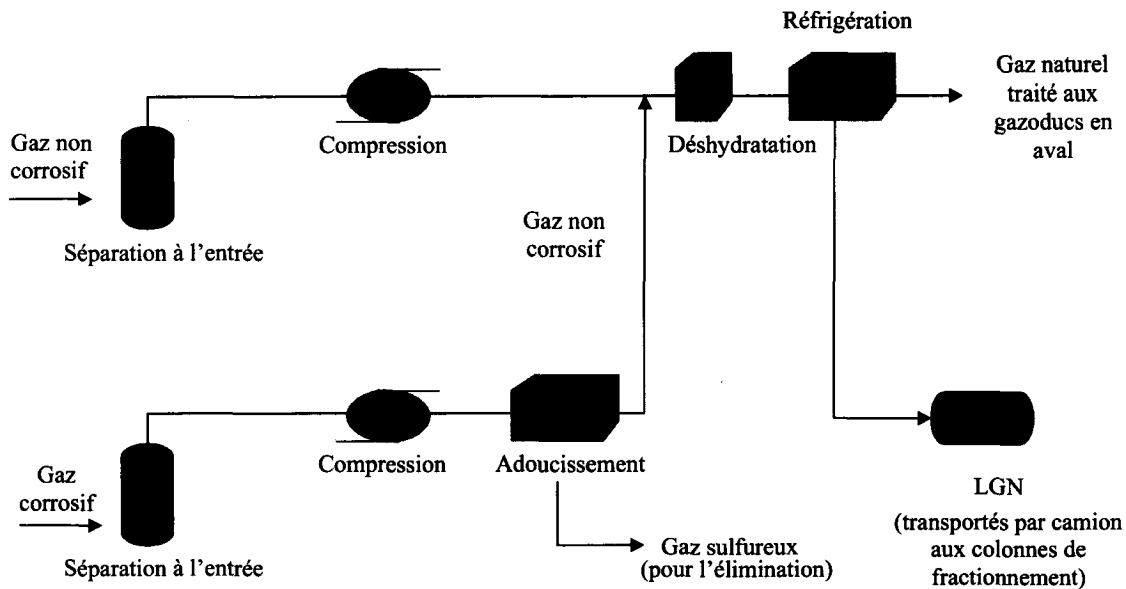 Réfrigération
Gaz naturel
traité aux
gazoducs en
aval
Gaz non
corrosif
Compression
Déshydratation
Séparation à l'entrée
Gaz non
corrosif
Gaz
corrosif
Compression
Adoucissement
Séparation à l'entrée
Gaz sulfureux
(pour l'élimination)
LGN
(transportés par camion
aux colonnes de
fractionnement)